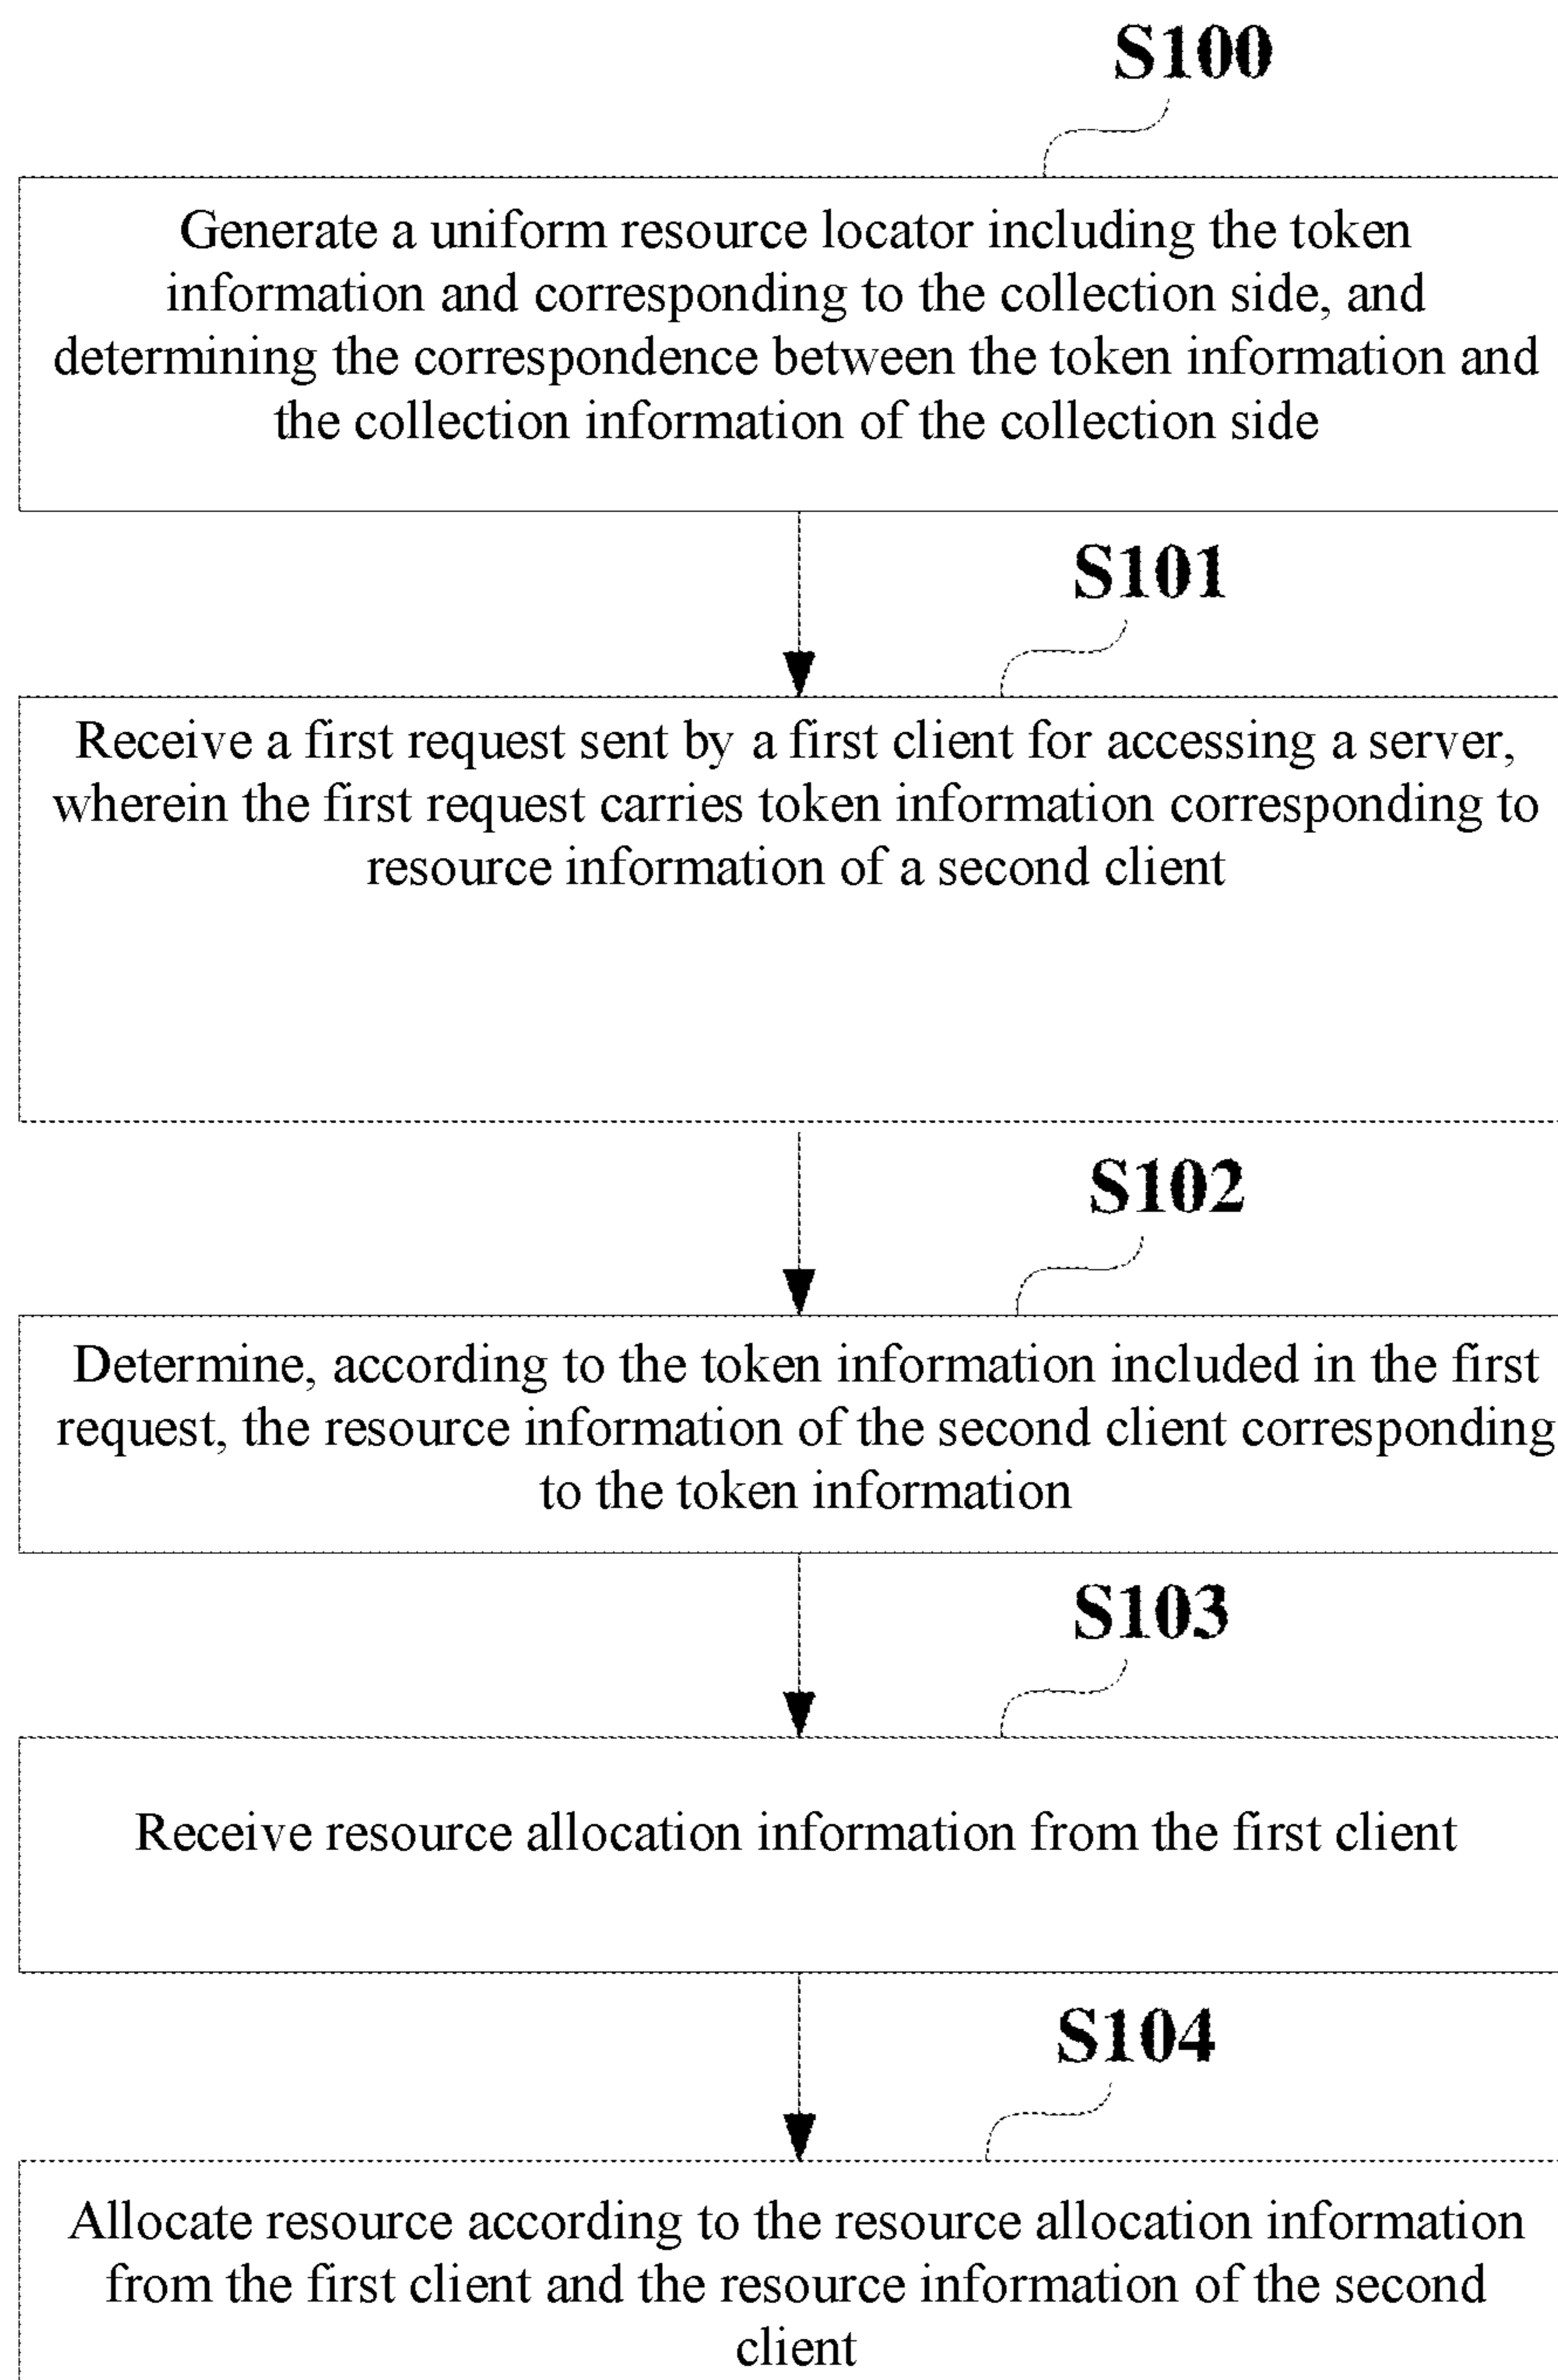 S100
Generate a uniform resource locator including the token
information and corresponding to the collection side, and
determining the correspondence between the token information and
the collection information of the collection side
S101
Receive a first request sent by a first client for accessing a server,
wherein the first request carries token information corresponding to
resource information of a second client
S102
Determine, according to the token information included in the first
request, the resource information of the second client corresponding
to the token information
S103
Receive resource allocation information from the first client
S104
Allocate resource according to the resource allocation information
from the first client and the resource information of the second
client